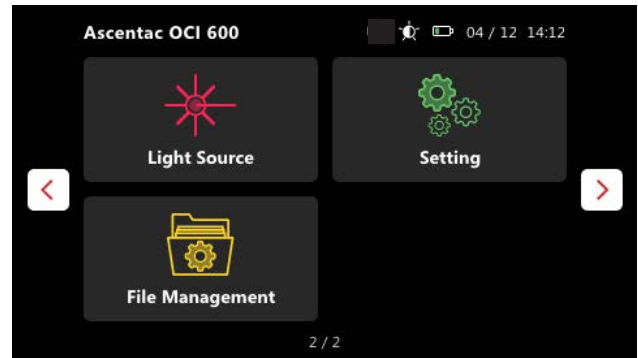 Ascentac OCI 600 04 / 12 14:12
Light Source Setting
File Management
2 / 2